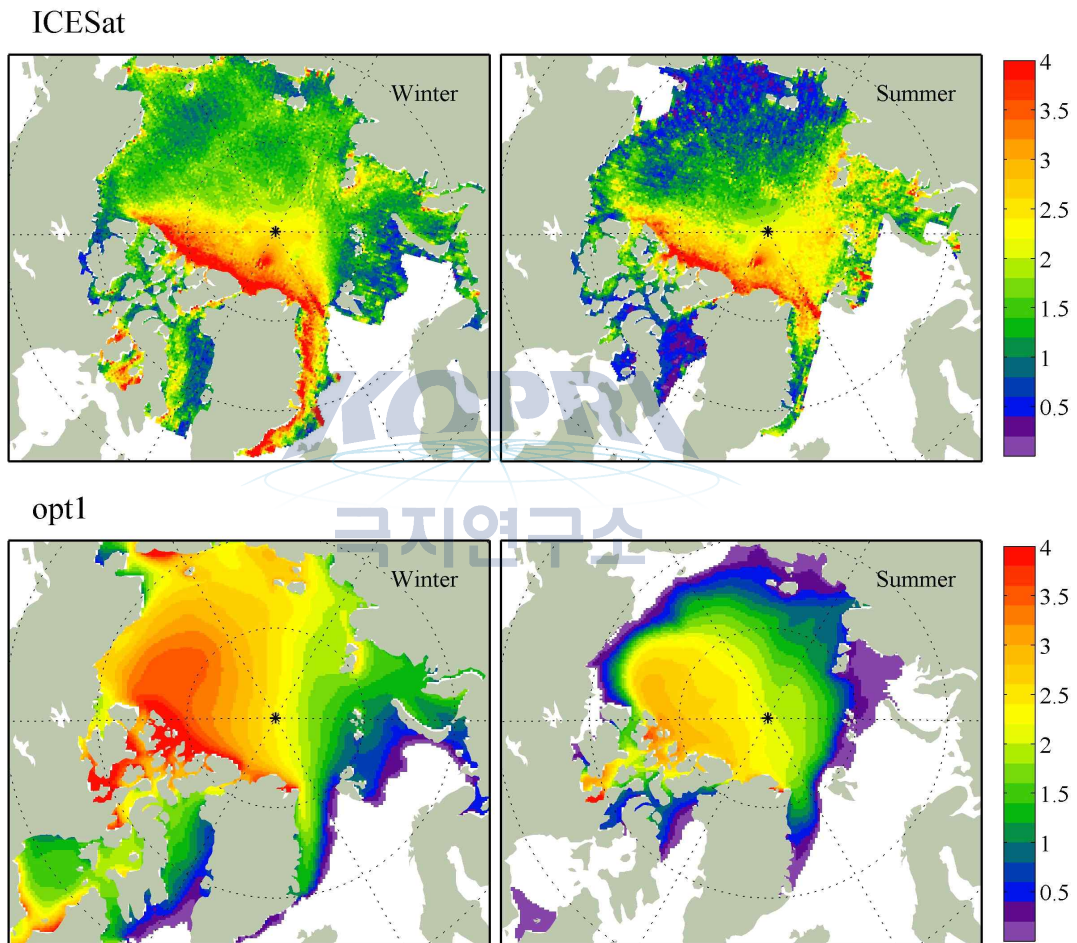 ICESat
Winter
Summer
4
3.5
3
2.5
2
1.5
1
0.5
KOPRI
극지연구소
opt1
Winter
Summer
4
3.5
3
2.5
2
1.5
1
0.5